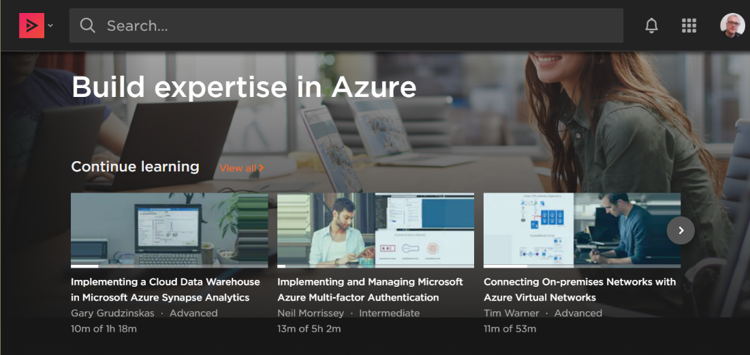 Search...
Build expertise in Azure
Continue learning View all >
Implementing a Cloud Data Warehouse
in Microsoft Azure Synapse Analytics
Gary Grudzinskas · Advanced
10m of 1h 18m
Implementing and Managing Microsoft
Azure Multi-factor Authentication
Neil Morrissey · Intermediate
13m of 5h 2m
Connecting On-premises Networks with
Azure Virtual Networks
Tim Warner · Advanced
11m of 53m